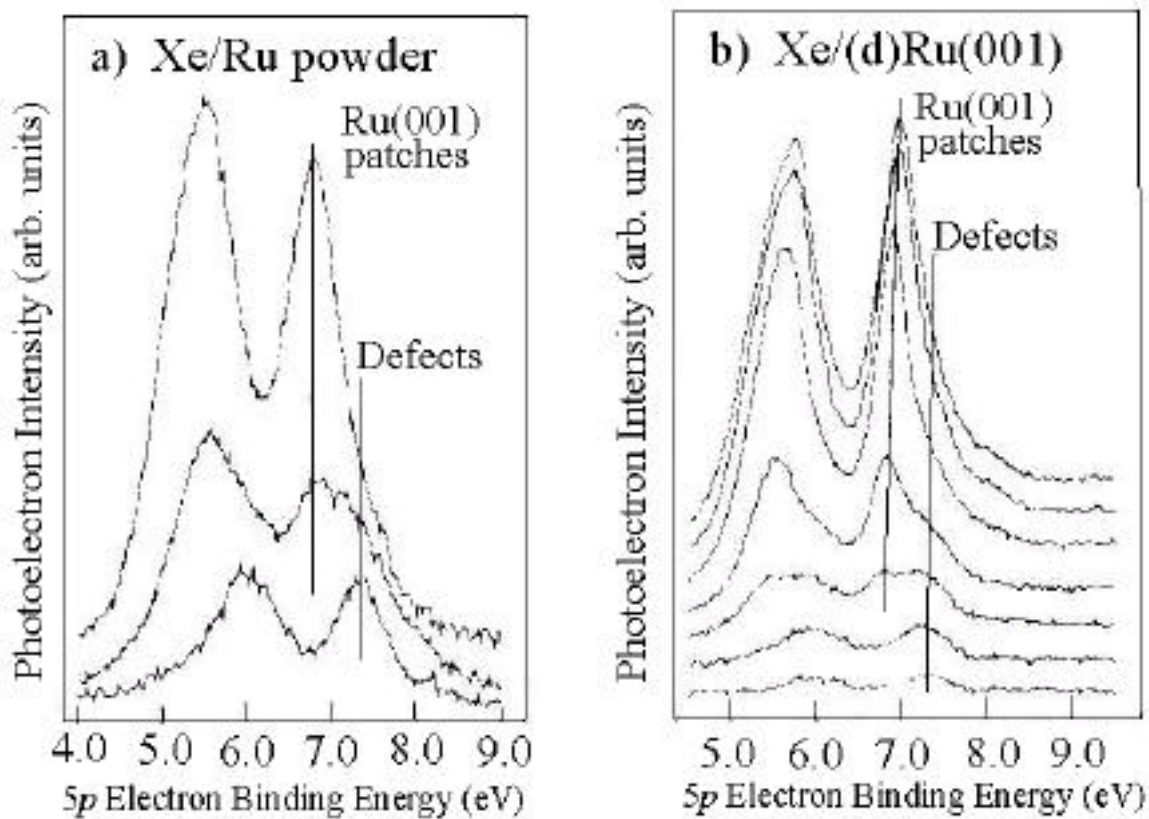 a) Xe/Ru powder
Ru(001)
patches
Defects
Photoelectron Intensity (arb. units)
4.0 5.0 6.0 7.0 8.0 9.0
5p Electron Binding Energy (eV)
b) Xe/(d)Ru(001)
Ru(001)
patches
Defects
Photoelectron Intensity (arb. units)
5.0 6.0 7.0 8.0 9.0
5p Electron Binding Energy (eV)